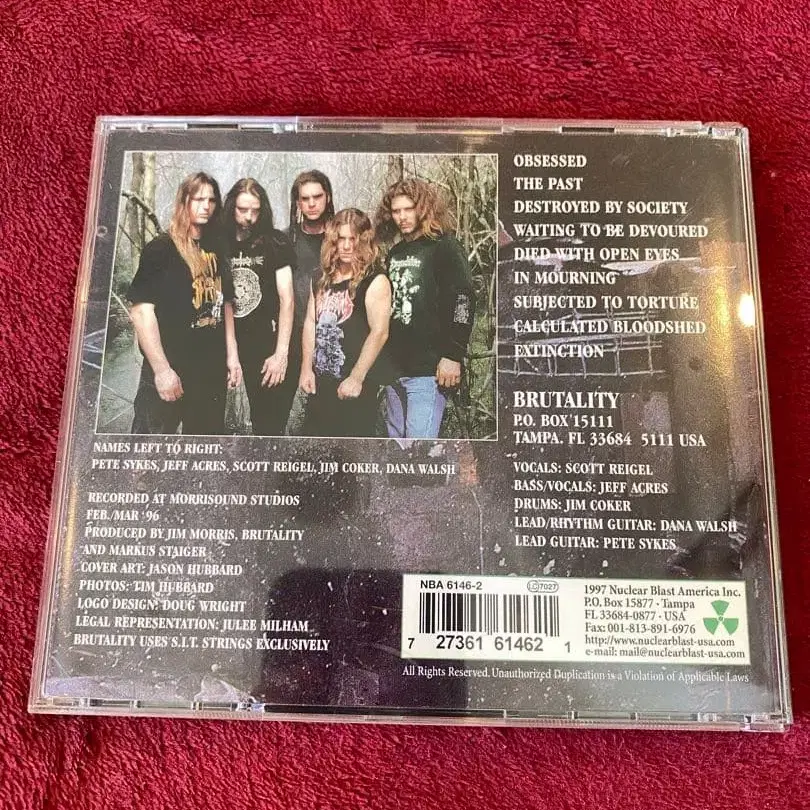 OBSESSED
THE PAST
DESTROYED BY SOCIETY
WAITING TO BE DEVOURED
DIED WITH OPEN EYES
IN MOURNING
SUBJECTED TO TORTURE
CALCULATED BLOODSHED
EXTINCTION
BRUTALITY
P.O. BOX 15111
TAMPA, FL 33684 5111 USA
VOCALS: SCOTT REIGEL
BASS/VOCALS: JEFF ACRES
DRUMS: JIM COKER
LEAD/RHYTHM GUITAR: DANA WALSH
LEAD GUITAR: PETE SYKES
NAMES LEFT TO RIGHT:
PETE SYKES, JEFF ACRES, SCOTT REIGEL, JIM COKER, DANA WALSH
RECORDED AT MORRISOUND STUDIOS
FEB./MAR '96
PRODUCED BY JIM MORRIS, BRUTALITY
AND MARKUS STAIGER
COVER ART: JASON HUBBARD
PHOTOS: TIM HUBBARD
LOGO DESIGN: DOUG WRIGHT
LEGAL REPRESENTATION: JULEE MILHAM
BRUTALITY USES S.I.T. STRINGS EXCLUSIVELY
NBA 6146-2
LC 7027
7 27361 61462 1
1997 Nuclear Blast America Inc.
P.O. Box 15877 - Tampa
FL 33684-0877 - USA
Fax: 001-813-891-6976
http://www.nuclearblast-usa.com
e-mail: mail@nuclearblast-usa.com
All Rights Reserved. Unauthorized Duplication is a Violation of Applicable Laws